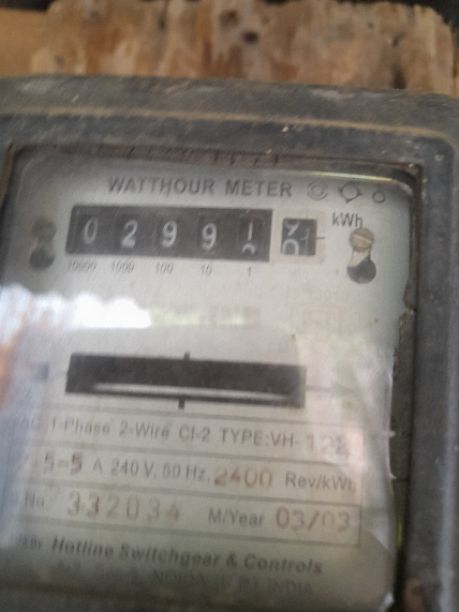 WATTHOUR METER
0 2 9 9 kWh
10000 1000 100 10 1
1-Phase 2-Wire Cl-2 TYPE:VH-
5-5 A 240 V, 50 Hz. 2400 Rev/kWh
No. 332034 M/Year 03/03
Hotline Switchgear & Controls
INDIA